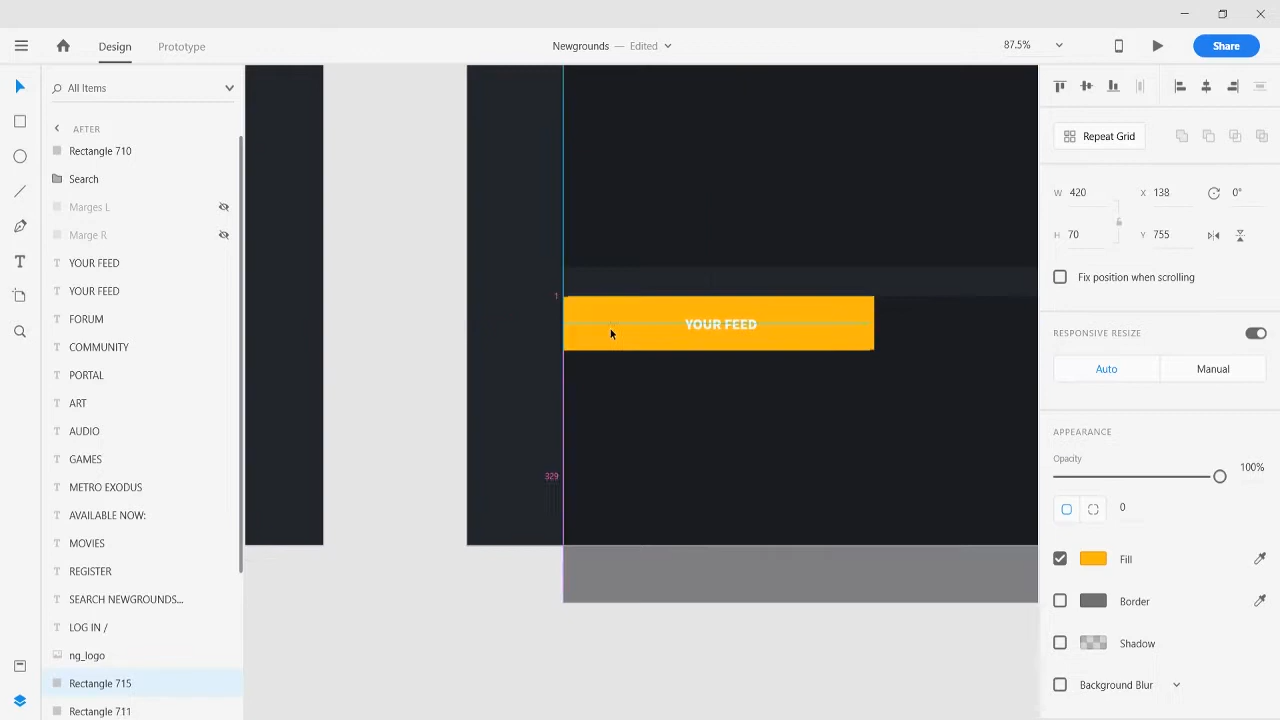 Design
Prototype
Newgrounds — Edited
87.5%
Share
All Items
AFTER
Rectangle 710
Search
Marges L
Marge R
YOUR FEED
YOUR FEED
FORUM
COMMUNITY
PORTAL
ART
AUDIO
GAMES
METRO EXODUS
AVAILABLE NOW:
MOVIES
REGISTER
SEARCH NEWGROUNDS...
LOG IN /
ng_logo
Rectangle 715
Rectangle 711
1
YOUR FEED
329
Repeat Grid
W 420 X 138 0°
H 70 Y 755
Fix position when scrolling
RESPONSIVE RESIZE
Auto Manual
APPEARANCE
Opacity
100%
0
Fill
Border
Shadow
Background Blur